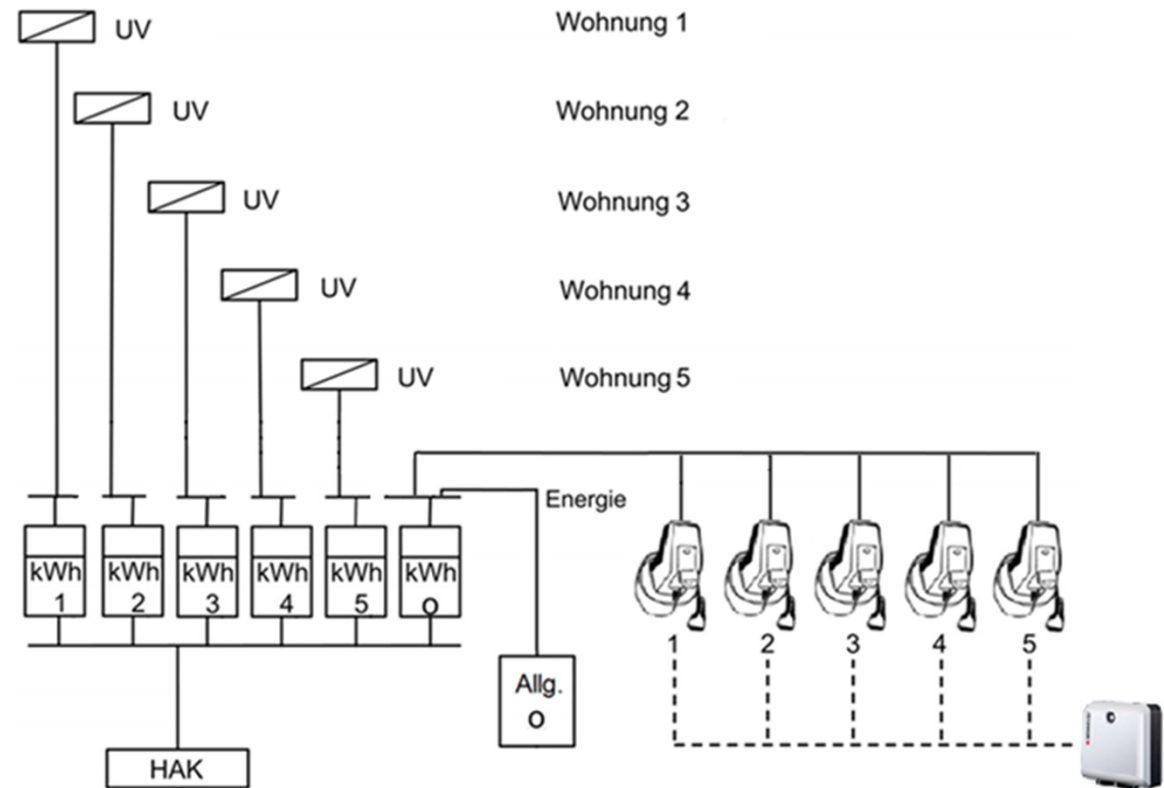 UV Wohnung 1
UV Wohnung 2
UV Wohnung 3
UV Wohnung 4
UV Wohnung 5
Energie
kWh kWh kWh kWh kWh kWh
1 2 3 4 5 o
1 2 3 4 5
Allg.
o
HAK